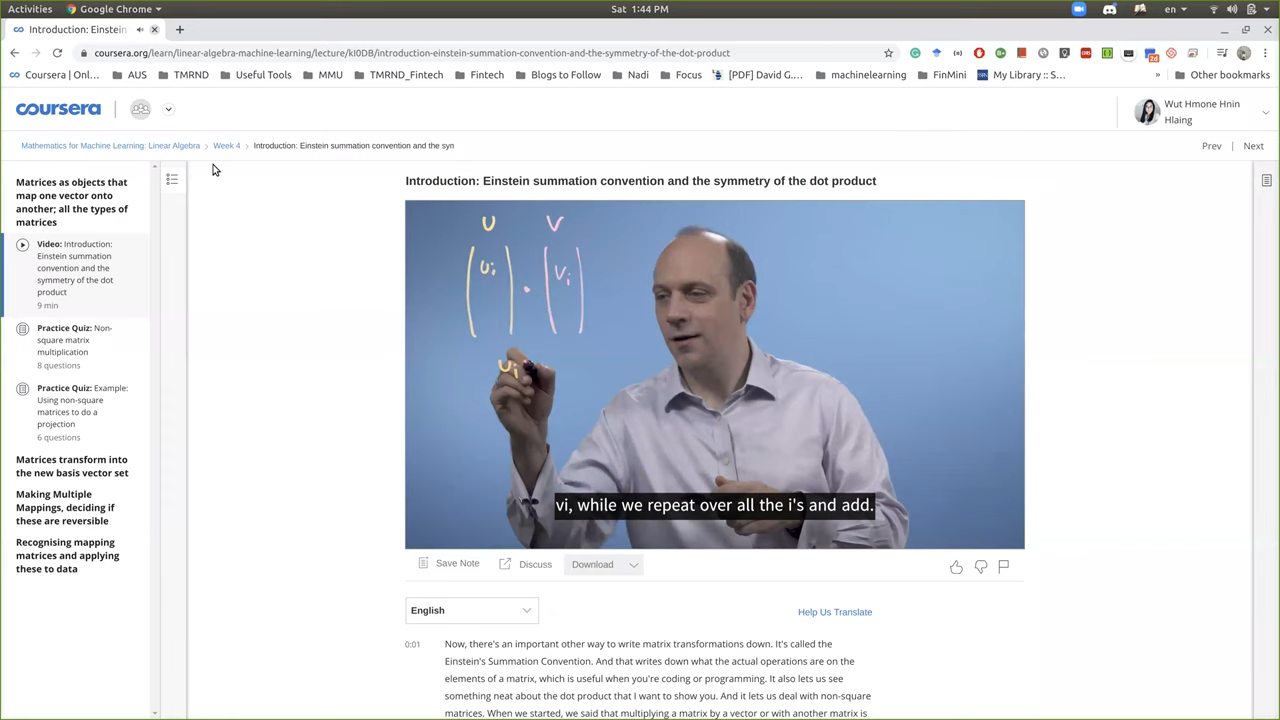 Activities
Google Chrome
Sat 1:44 PM
en
Introduction: Einstein
coursera.org/learn/linear-algebra-machine-learning/lecture/kI0DB/introduction-einstein-summation-convention-and-the-symmetry-of-the-dot-product
Coursera | Onl...
AUS
TMRND
Useful Tools
MMU
TMRND_Fintech
Fintech
Blogs to Follow
Nadi
Focus
[PDF] David G....
machinelearning
FinMini
My Library :: S...
»
Other bookmarks
coursera
Wut Hmone Hnin
Hlaing
Mathematics for Machine Learning: Linear Algebra › Week 4 › Introduction: Einstein summation convention and the syn
Prev | Next
Matrices as objects that
map one vector onto
another; all the types of
matrices
Video: Introduction:
Einstein summation
convention and the
symmetry of the dot
product
9 min
Practice Quiz: Non-
square matrix
multiplication
8 questions
Practice Quiz: Example:
Using non-square
matrices to do a
projection
6 questions
Matrices transform into
the new basis vector set
Making Multiple
Mappings, deciding if
these are reversible
Recognising mapping
matrices and applying
these to data
Introduction: Einstein summation convention and the symmetry of the dot product
u v
(ui) · (vi)
ui
vi, while we repeat over all the i's and add.
Save Note
Discuss
Download
English
Help Us Translate
0:01
Now, there's an important other way to write matrix transformations down. It's called the
Einstein's Summation Convention. And that writes down what the actual operations are on the
elements of a matrix, which is useful when you're coding or programming. It also lets us see
something neat about the dot product that I want to show you. And it lets us deal with non-square
matrices. When we started, we said that multiplying a matrix by a vector or with another matrix is